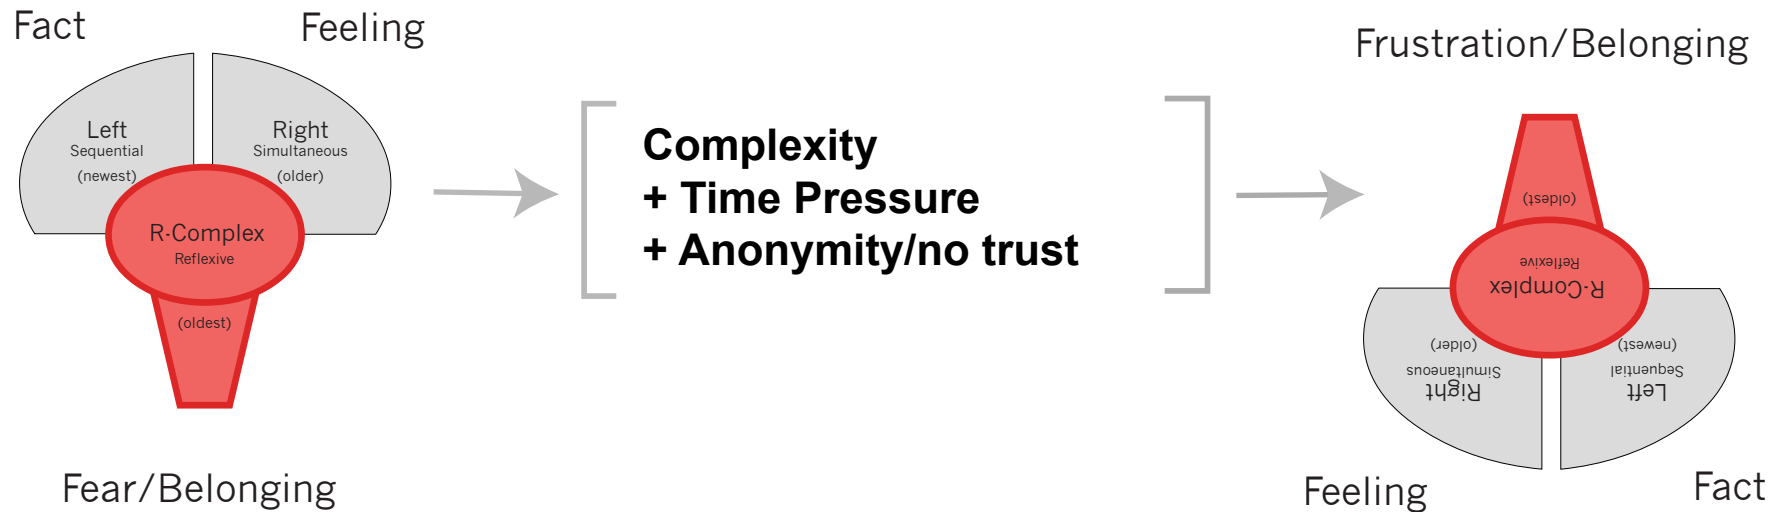 Fact
Feeling
Left
Sequential
(newest)
Right
Simultaneous
(older)
R-Complex
Reflexive
(oldest)
Fear/Belonging
Complexity
+ Time Pressure
+ Anonymity/no trust
Frustration/Belonging
(oldest)
Reflexive
R-Complex
(older)
Simultaneous
Right
(newest)
Sequential
Left
Feeling
Fact